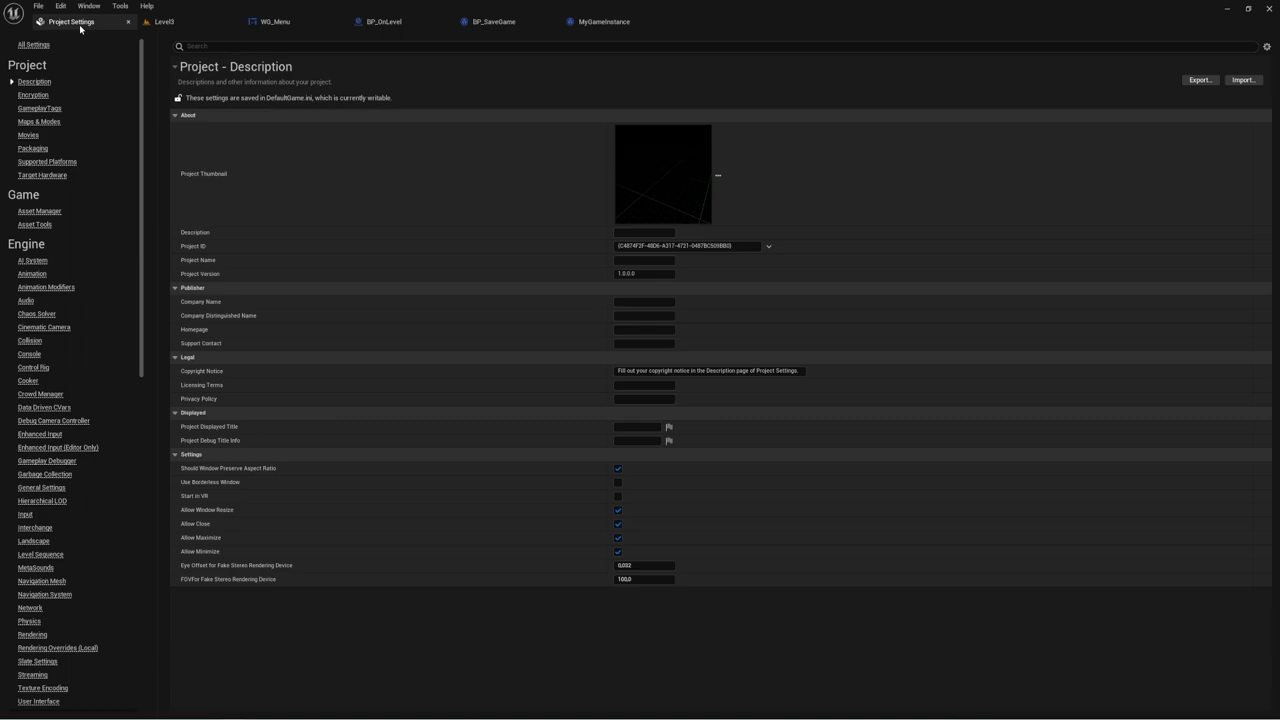 File Edit Window Tools Help
Project Settings Level3 WG_Menu BP_OnLevel BP_SaveGame MyGameInstance
All Settings
Project
Description
Encryption
GameplayTags
Maps & Modes
Movies
Packaging
Supported Platforms
Target Hardware
Game
Asset Manager
Asset Tools
Engine
AI System
Animation
Animation Modifiers
Audio
Chaos Solver
Cinematic Camera
Collision
Console
Control Rig
Cooker
Crowd Manager
Data Driven CVars
Debug Camera Controller
Enhanced Input
Enhanced Input (Editor Only)
Gameplay Debugger
Garbage Collection
General Settings
Hierarchical LOD
Input
Interchange
Landscape
Level Sequence
MetaSounds
Navigation Mesh
Navigation System
Network
Physics
Rendering
Rendering Overrides (Local)
Slate Settings
Streaming
Texture Encoding
User Interface
Search
Project - Description
Descriptions and other information about your project.
Export... Import...
These settings are saved in DefaultGame.ini, which is currently writable.
About
Project Thumbnail
Description
Project ID
Project Name
Project Version 1.0.0.0
Publisher
Company Name
Company Distinguished Name
Homepage
Support Contact
Legal
Copyright Notice Fill out your copyright notice in the Description page of Project Settings.
Licensing Terms
Privacy Policy
Displayed
Project Displayed Title
Project Debug Title Info
Settings
Should Window Preserve Aspect Ratio
Use Borderless Window
Start in VR
Allow Window Resize
Allow Close
Allow Maximize
Allow Minimize
Eye Offset for Fake Stereo Rendering Device 0,032
FOVFor Fake Stereo Rendering Device 100,0